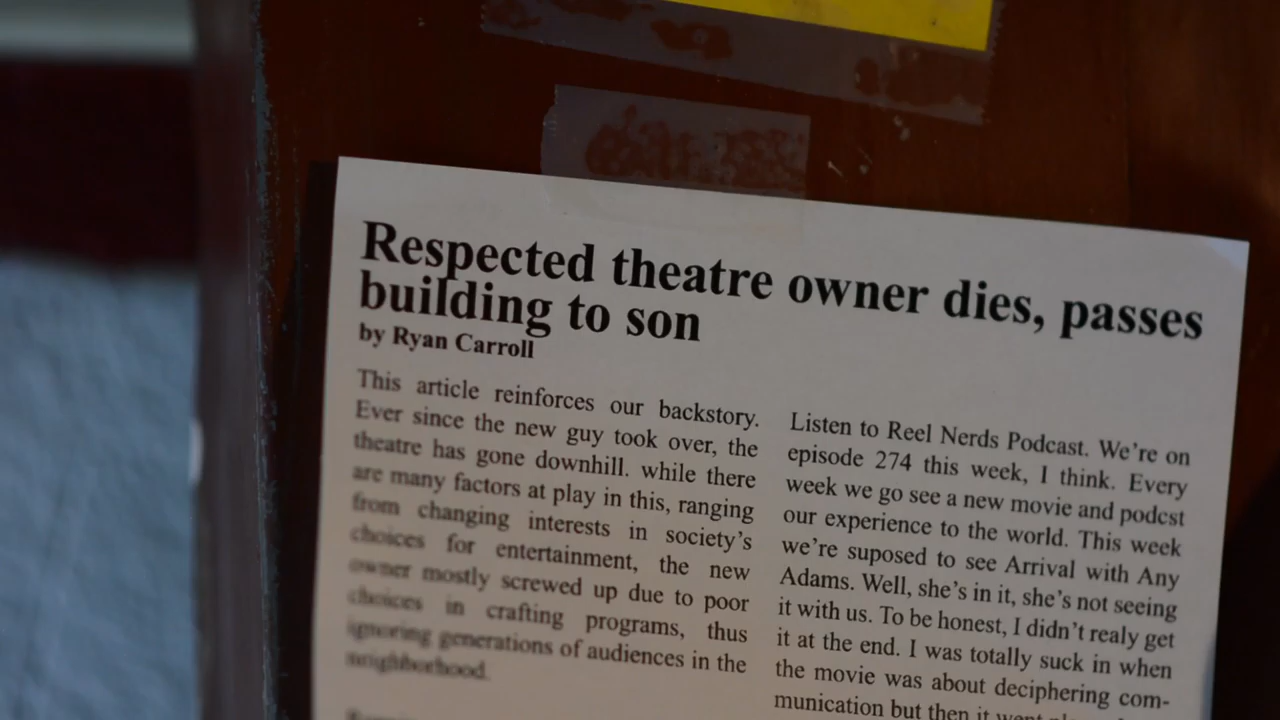 Respected theatre owner dies, passes
building to son
by Ryan Carroll
This article reinforces our backstory.
Ever since the new guy took over, the
theatre has gone downhill. while there
are many factors at play in this, ranging
from changing interests in society's
choices for entertainment, the new
owner mostly screwed up due to poor
choices in crafting programs, thus
ignoring generations of audiences in the
neighborhood.
Listen to Reel Nerds Podcast. We're on
episode 274 this week, I think. Every
week we go see a new movie and podcst
our experience to the world. This week
we're suposed to see Arrival with Any
Adams. Well, she's in it, she's not seeing
it with us. To be honest, I didn't realy get
it at the end. I was totally suck in when
the movie was about deciphering com-
munication but then it went